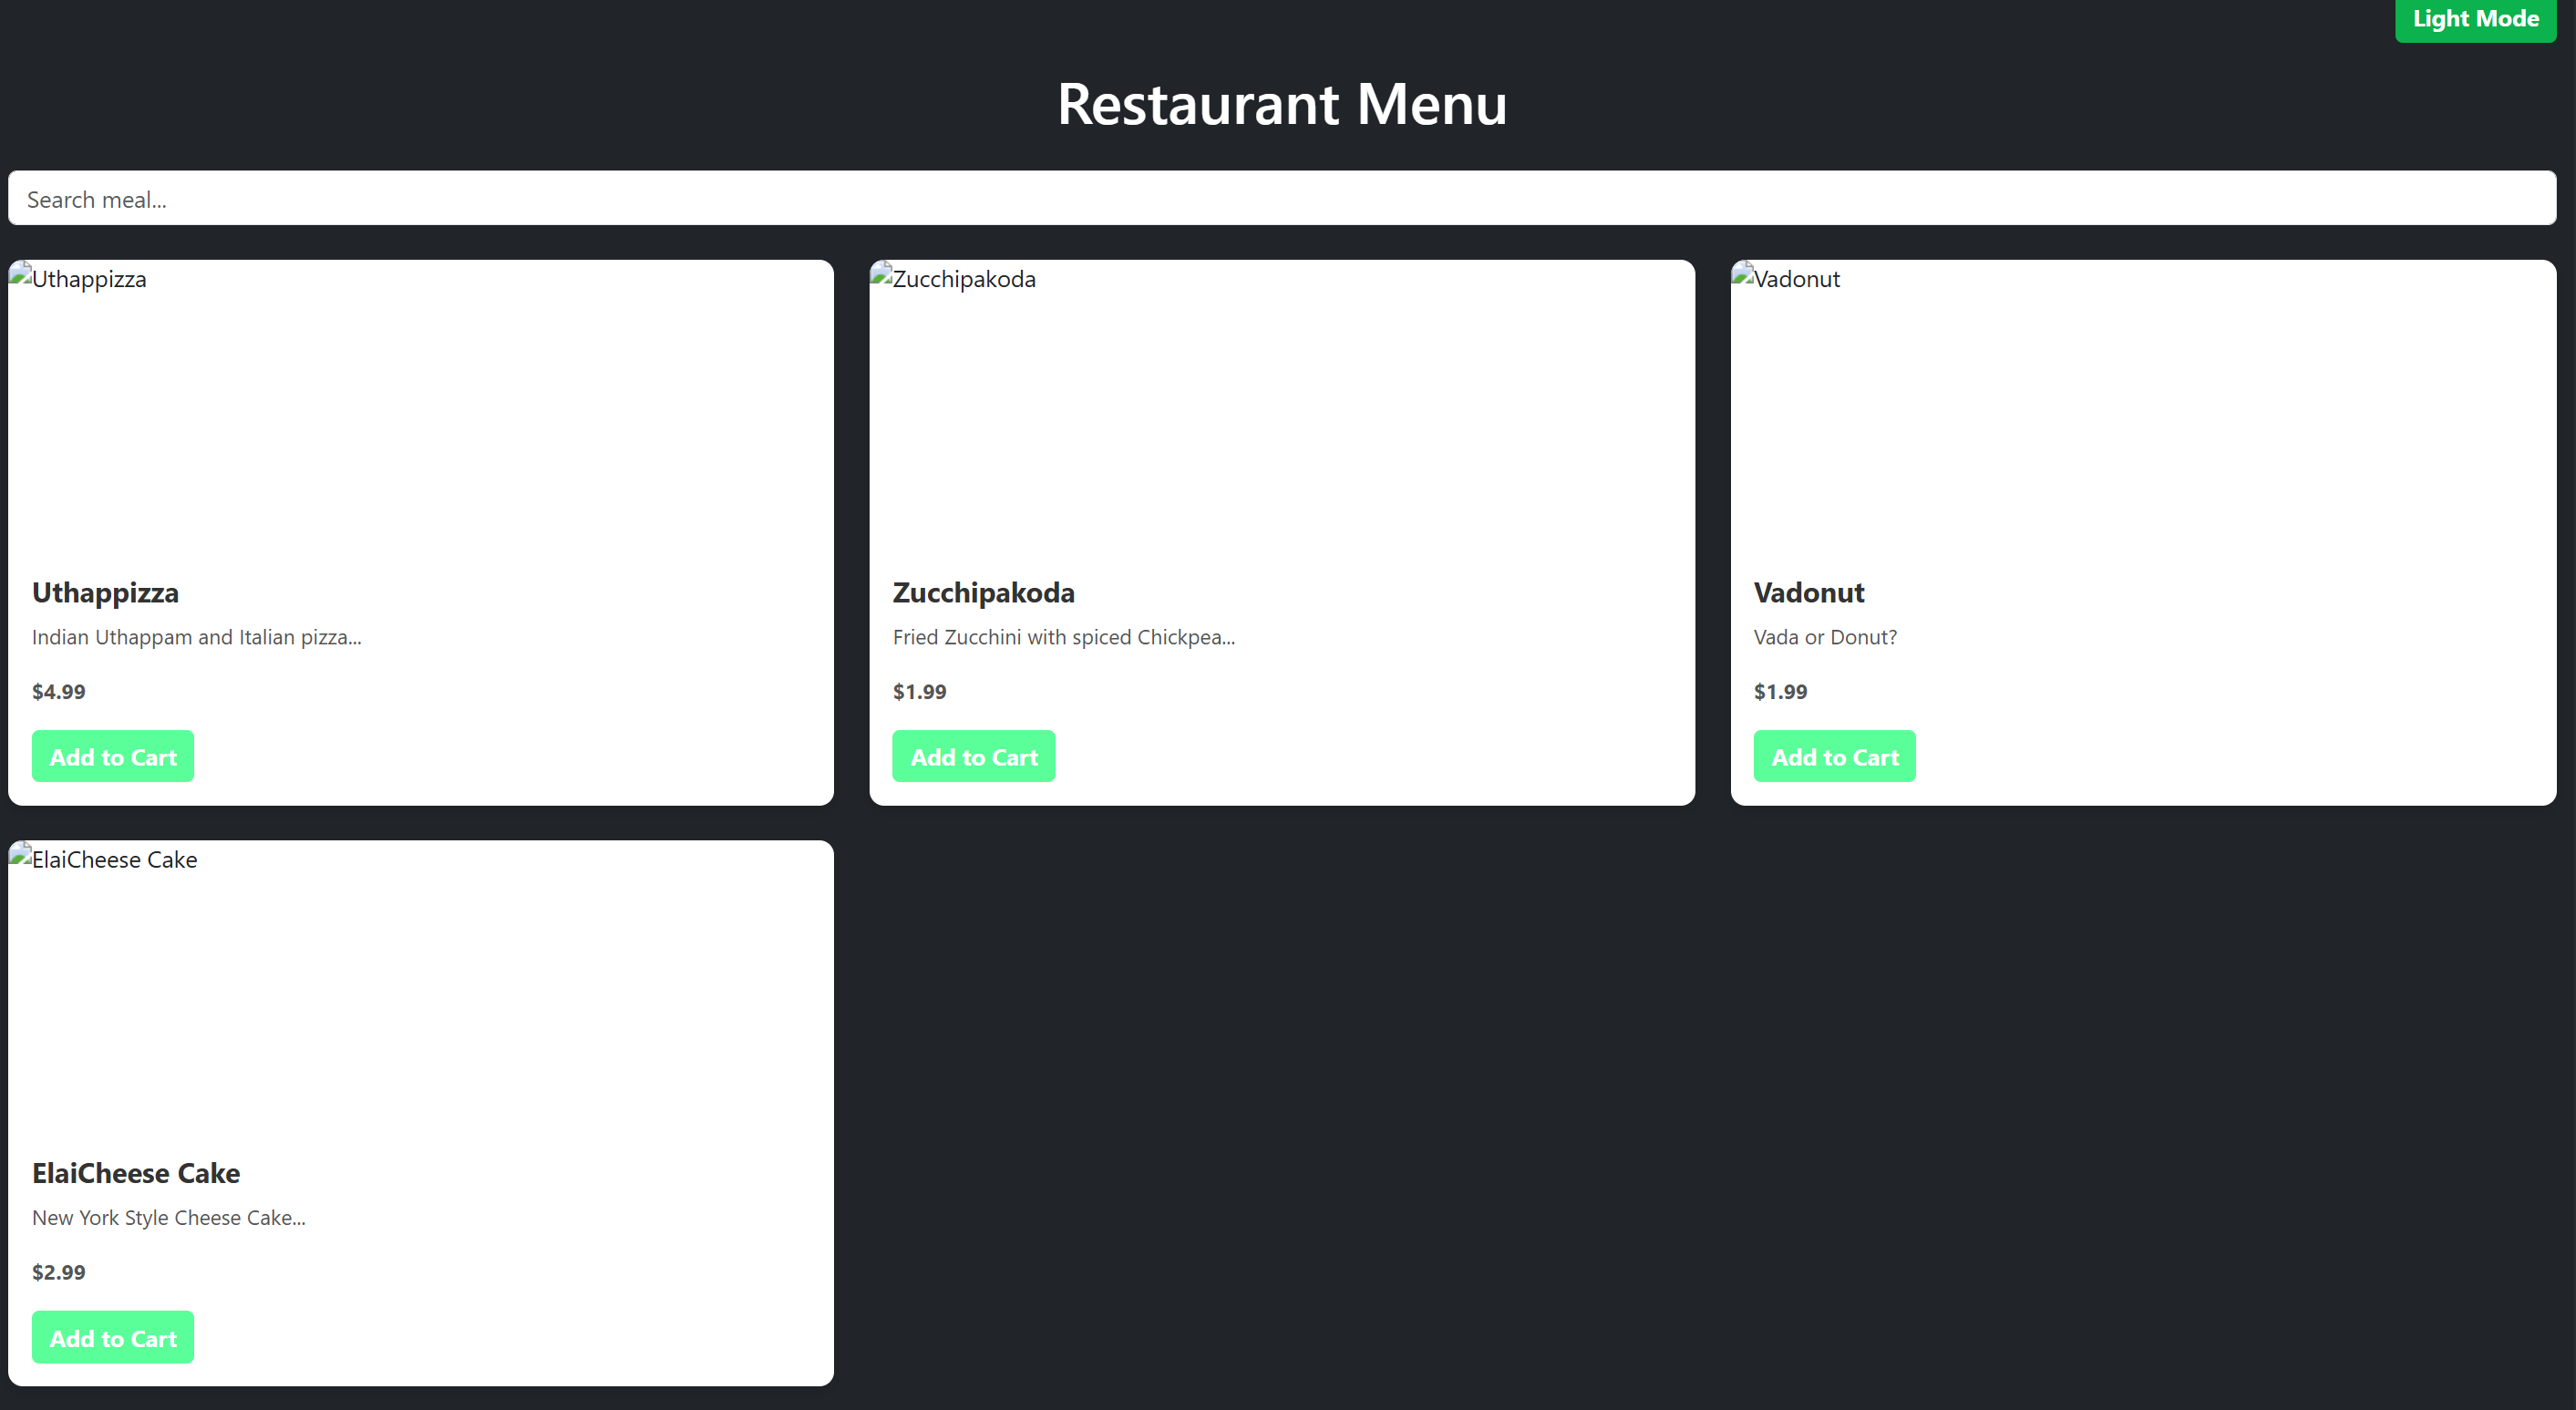 Light Mode
Restaurant Menu
Search meal...
Uthappizza
Zucchipakoda
Vadonut
Uthappizza
Indian Uthappam and Italian pizza...
$4.99
Add to Cart
Zucchipakoda
Fried Zucchini with spiced Chickpea...
$1.99
Add to Cart
Vadonut
Vada or Donut?
$1.99
Add to Cart
ElaiCheese Cake
ElaiCheese Cake
New York Style Cheese Cake...
$2.99
Add to Cart